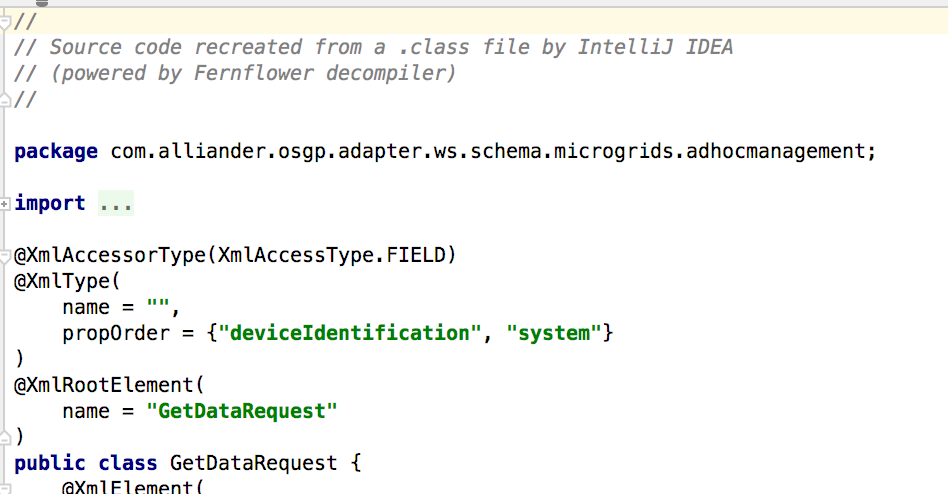 //
// Source code recreated from a .class file by IntelliJ IDEA
// (powered by Fernflower decompiler)
//
package com.alliander.osgp.adapter.ws.schema.microgrids.adhocmanagement;
import ...
@XmlAccessorType(XmlAccessType.FIELD)
@XmlType(
    name = "",
    propOrder = {"deviceIdentification", "system"}
)
@XmlRootElement(
    name = "GetDataRequest"
)
public class GetDataRequest {
    @XmlElement(